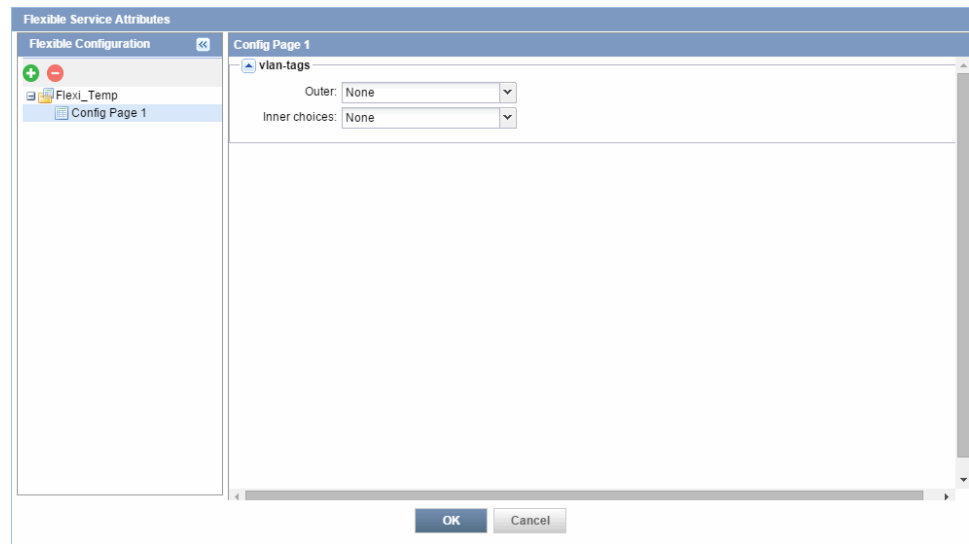 Flexible Service Attributes
Flexible Configuration
Config Page 1
vlan-tags
Flexi_Temp
Outer: None
Config Page 1
Inner choices: None
OK Cancel